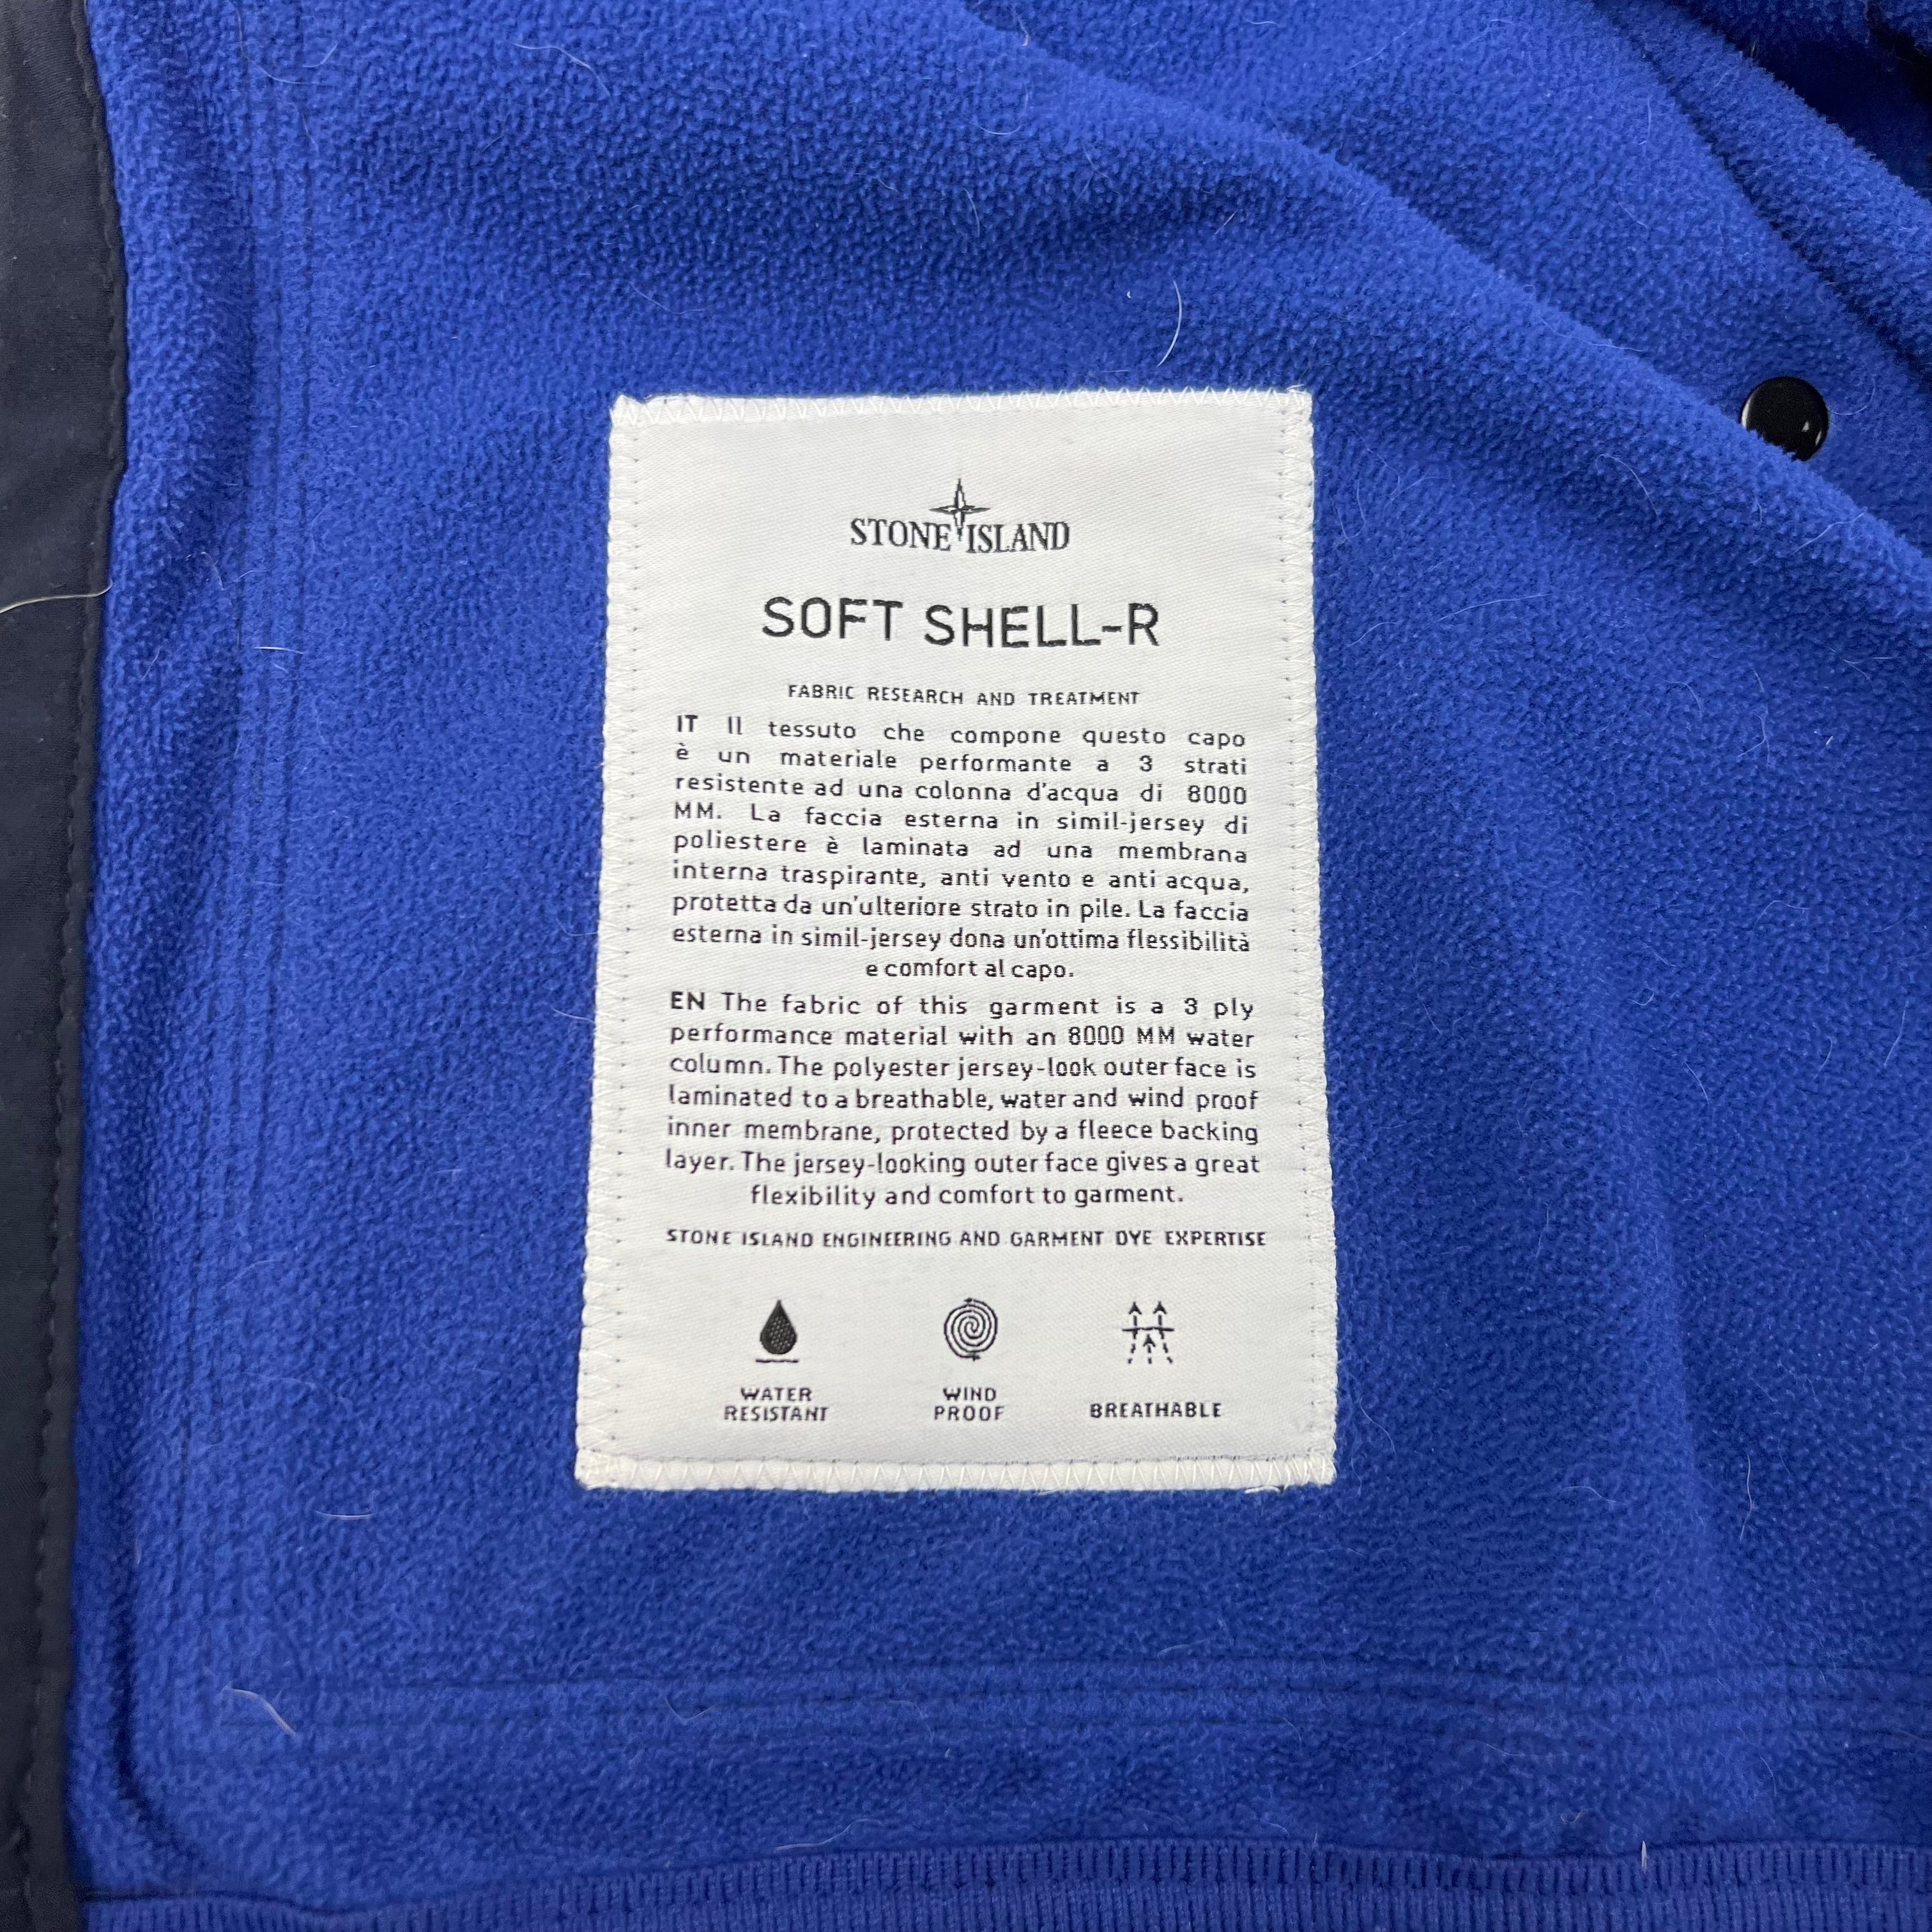 STONE ISLAND
SOFT SHELL-R
FABRIC RESEARCH AND TREATMENT
IT Il tessuto che compone questo capo
è un materiale performante a 3 strati
resistente ad una colonna d'acqua di 8000
MM. La faccia esterna in simil-jersey di
poliestere è laminata ad una membrana
interna traspirante, anti vento e anti acqua,
protetta da un'ulteriore strato in pile. La faccia
esterna in simil-jersey dona un'ottima flessibilità
e comfort al capo.
EN The fabric of this garment is a 3 ply
performance material with an 8000 MM water
column. The polyester jersey-look outer face is
laminated to a breathable, water and wind proof
inner membrane, protected by a fleece backing
layer. The jersey-looking outer face gives a great
flexibility and comfort to garment.
STONE ISLAND ENGINEERING AND GARMENT DYE EXPERTISE
WATER RESISTANT
WIND PROOF
BREATHABLE